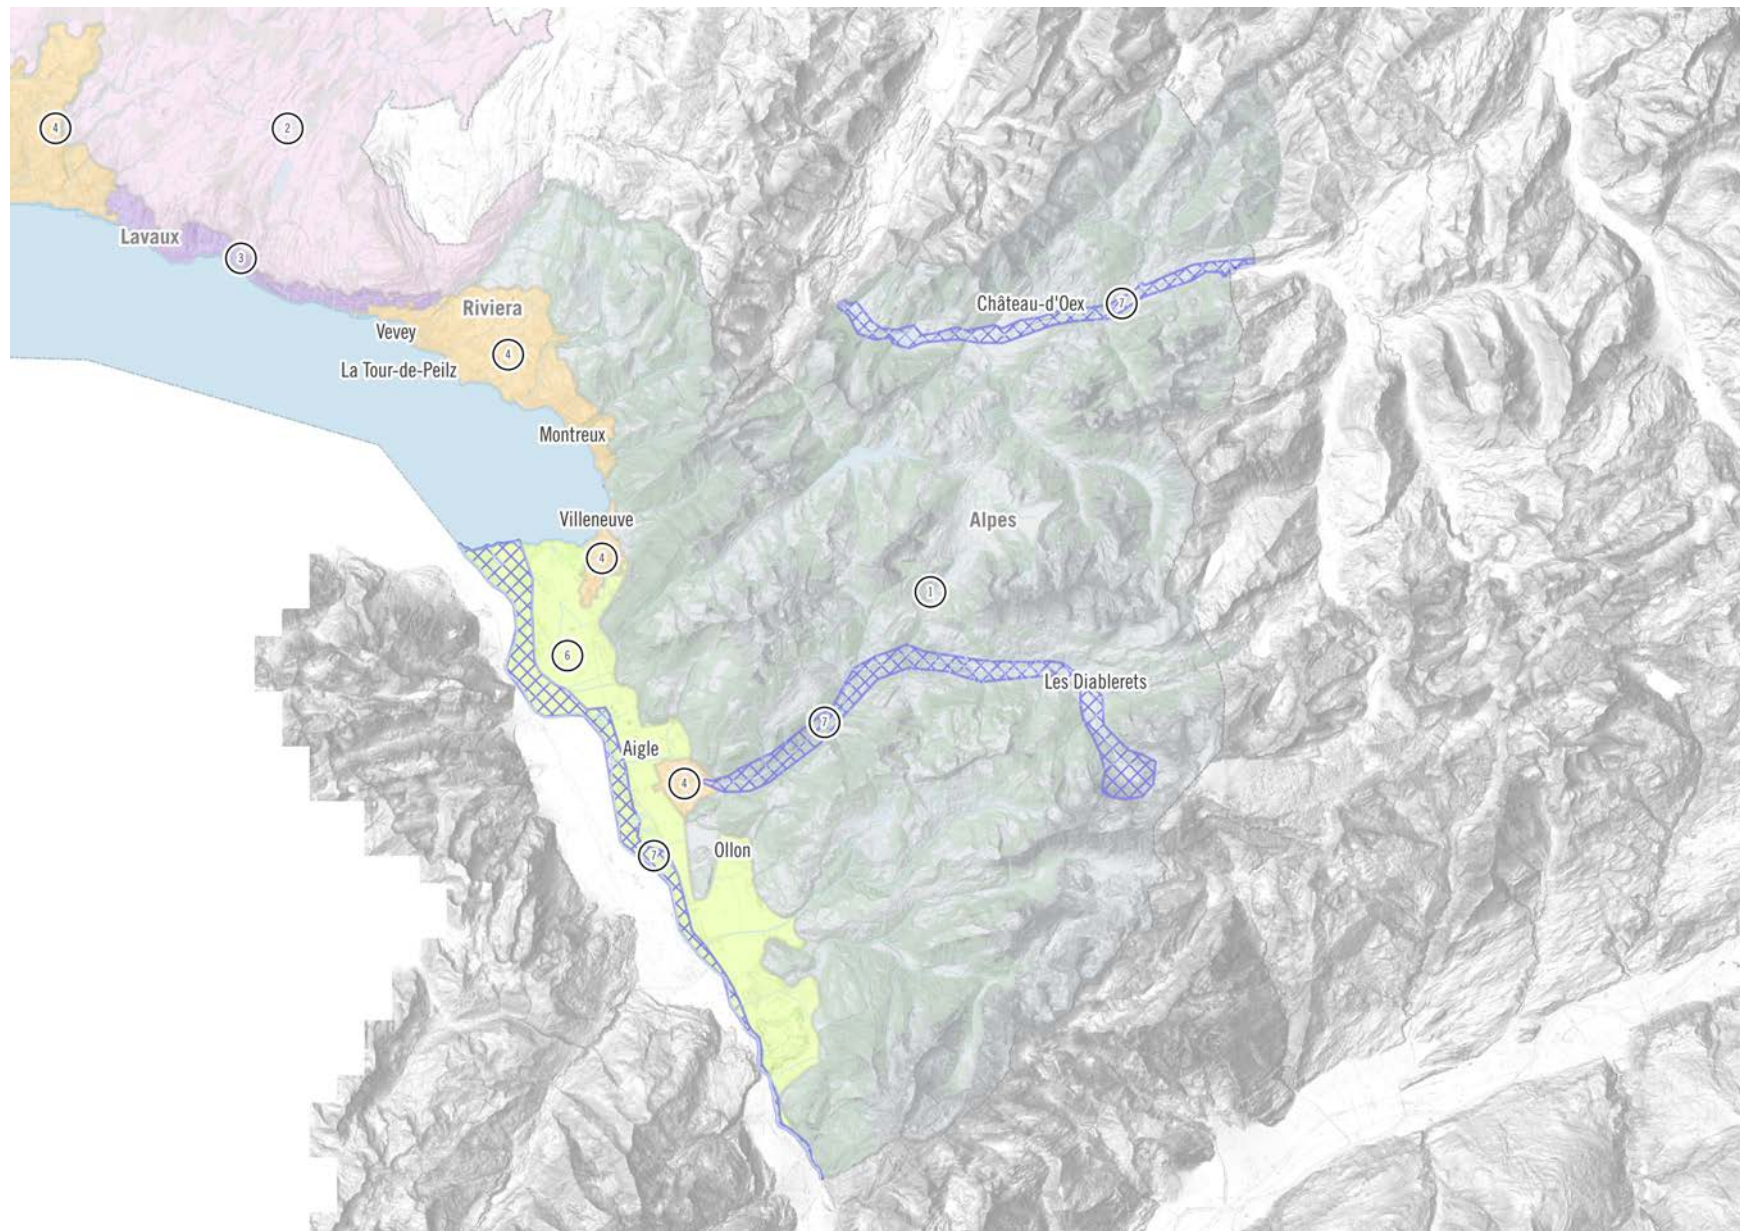 4
2
Lavaux
3
Riviera
Vevey
4
La Tour-de-Peilz
Montreux
Château-d'Oex
7
Villeneuve
4
Alpes
1
6
Les Diablerets
7
Aigle
4
7
Ollon